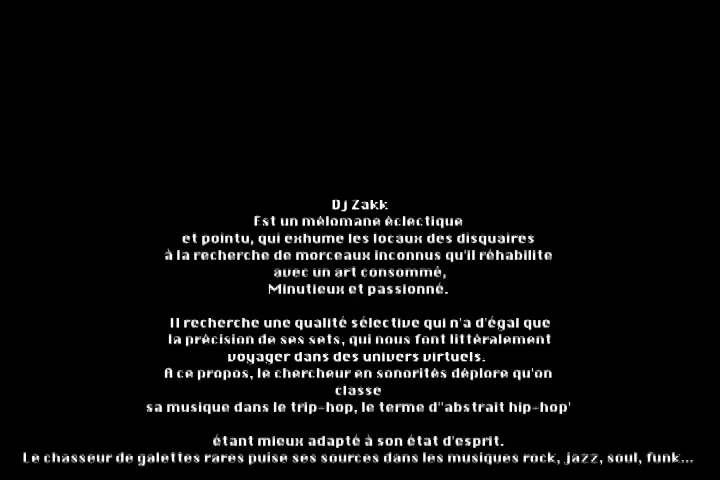 Dj Zakk
Est un mélomane éclectique
et pointu, qui exhume les locaux des disquaires
à la recherche de morceaux inconnus qu'il réhabilite
avec un art consommé,
Minutieux et passionné.
Il recherche une qualité sélective qui n'a d'égal que
la précision de ses sets, qui nous font littéralement
voyager dans des univers virtuels.
A ce propos, le chercheur en sonorités déplore qu'on
classe
sa musique dans le trip-hop, le terme d''abstrait hip-hop'
étant mieux adapté à son état d'esprit.
Le chasseur de galettes rares puise ses sources dans les musiques rock, jazz, soul, funk...